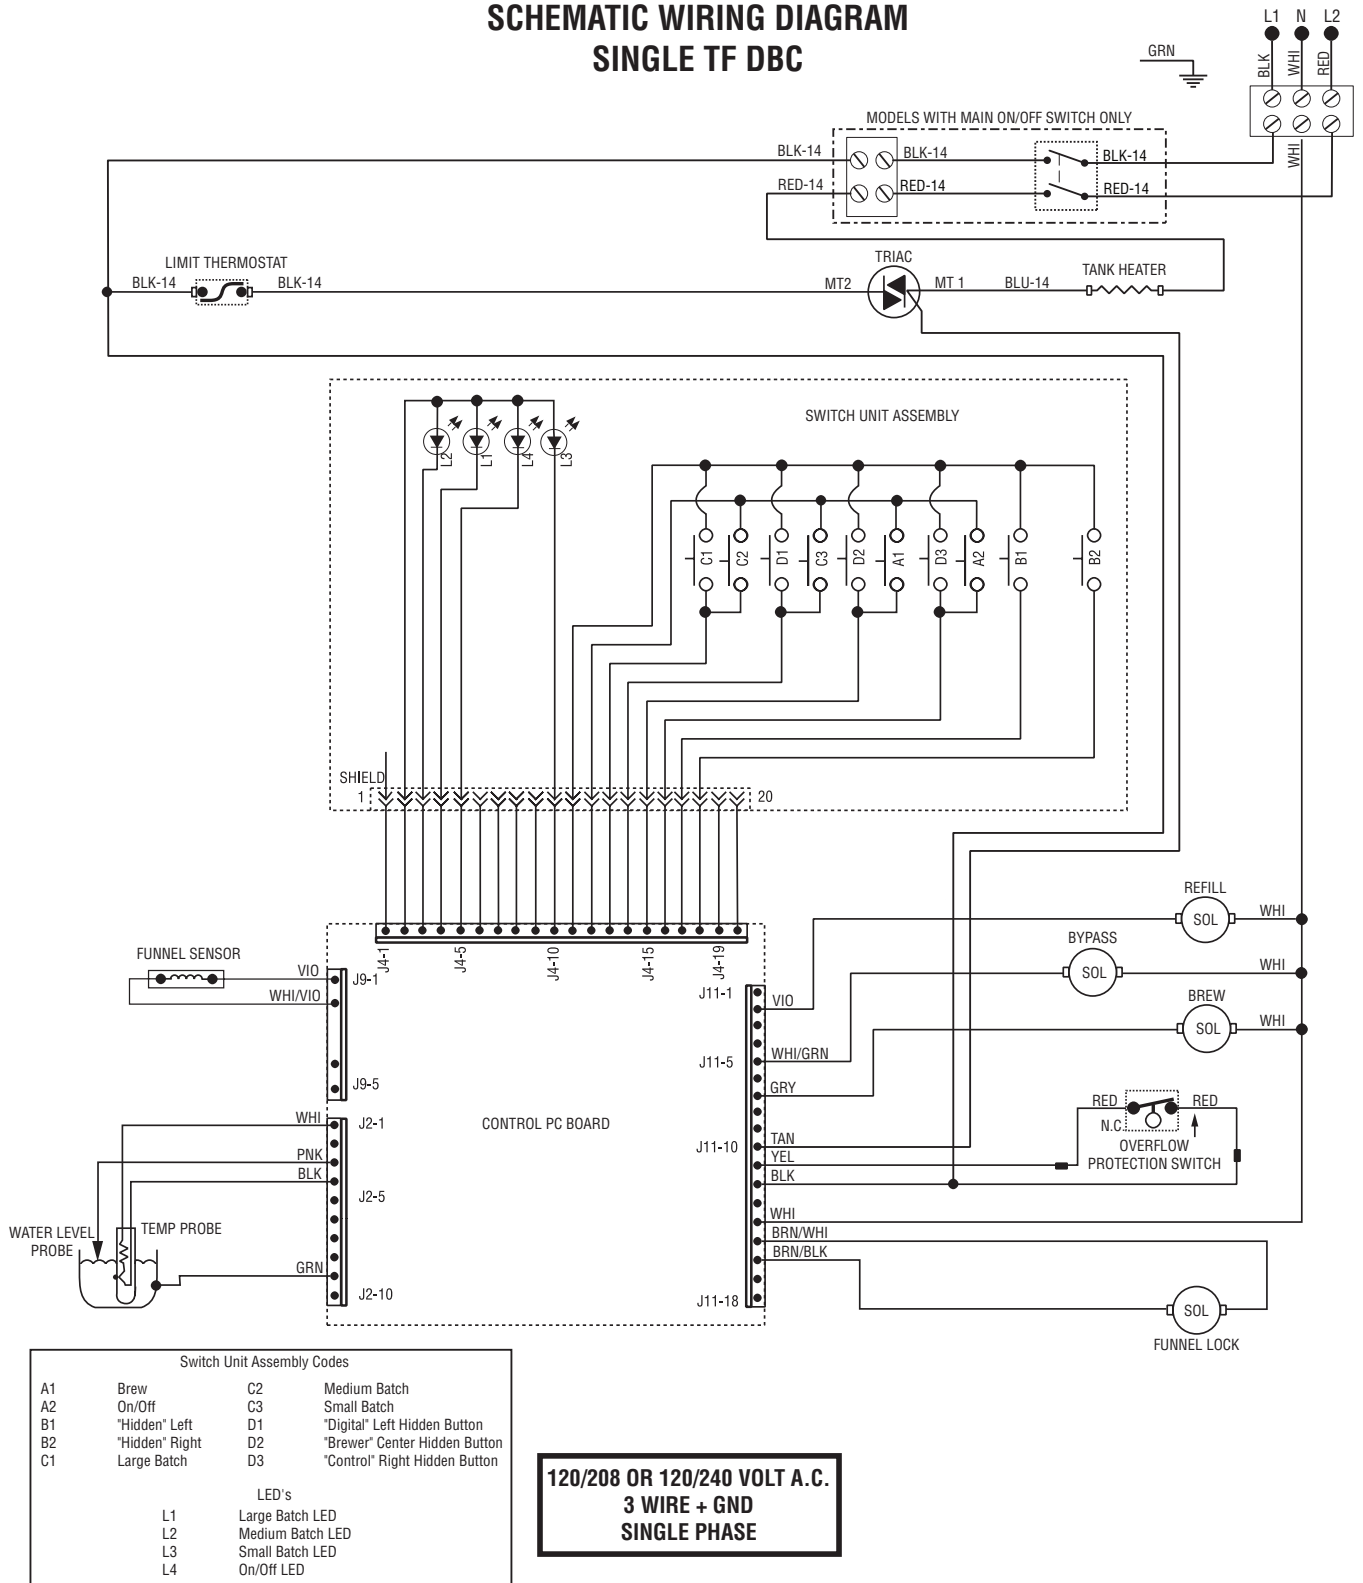 SCHEMATIC WIRING DIAGRAM
SINGLE TF DBC
L1 N L2
GRN
BLK
WHI
RED
MODELS WITH MAIN ON/OFF SWITCH ONLY
BLK-14
BLK-14
BLK-14
WHI
RED-14
RED-14
RED-14
LIMIT THERMOSTAT
BLK-14
BLK-14
TRIAC
MT2
MT 1
BLU-14
TANK HEATER
SWITCH UNIT ASSEMBLY
L2
L1
L4
L3
C1
C2
D1
C3
D2
A1
D3
A2
B1
B2
SHIELD
1
20
J4-1
J4-5
J4-10
J4-15
J4-19
FUNNEL SENSOR
VIO
WHI/VIO
J9-1
J9-5
WHI
J2-1
PNK
BLK
J2-5
WATER LEVEL
PROBE
TEMP PROBE
GRN
J2-10
CONTROL PC BOARD
J11-1
VIO
J11-5
WHI/GRN
GRY
J11-10
TAN
YEL
BLK
WHI
BRN/WHI
BRN/BLK
J11-18
REFILL
SOL
WHI
BYPASS
SOL
WHI
BREW
SOL
WHI
RED
RED
N.C.
OVERFLOW
PROTECTION SWITCH
SOL
FUNNEL LOCK
Switch Unit Assembly Codes
A1 Brew C2 Medium Batch
A2 On/Off C3 Small Batch
B1 "Hidden" Left D1 "Digital" Left Hidden Button
B2 "Hidden" Right D2 "Brewer" Center Hidden Button
C1 Large Batch D3 "Control" Right Hidden Button
LED's
L1 Large Batch LED
L2 Medium Batch LED
L3 Small Batch LED
L4 On/Off LED
120/208 OR 120/240 VOLT A.C.
3 WIRE + GND
SINGLE PHASE